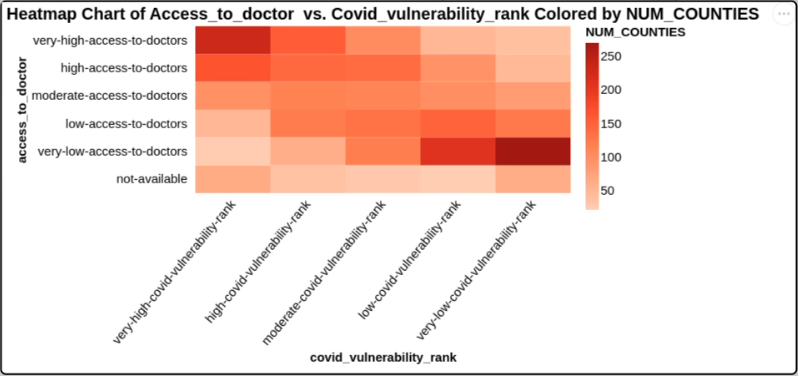 Heatmap Chart of Access_to_doctor vs. Covid_vulnerability_rank Colored by NUM_COUNTIES
NUM_COUNTIES
250
200
150
100
50
access_to_doctor
very-high-access-to-doctors
high-access-to-doctors
moderate-access-to-doctors
low-access-to-doctors
very-low-access-to-doctors
not-available
very-high-covid-vulnerability-rank
high-covid-vulnerability-rank
moderate-covid-vulnerability-rank
low-covid-vulnerability-rank
very-low-covid-vulnerability-rank
covid_vulnerability_rank